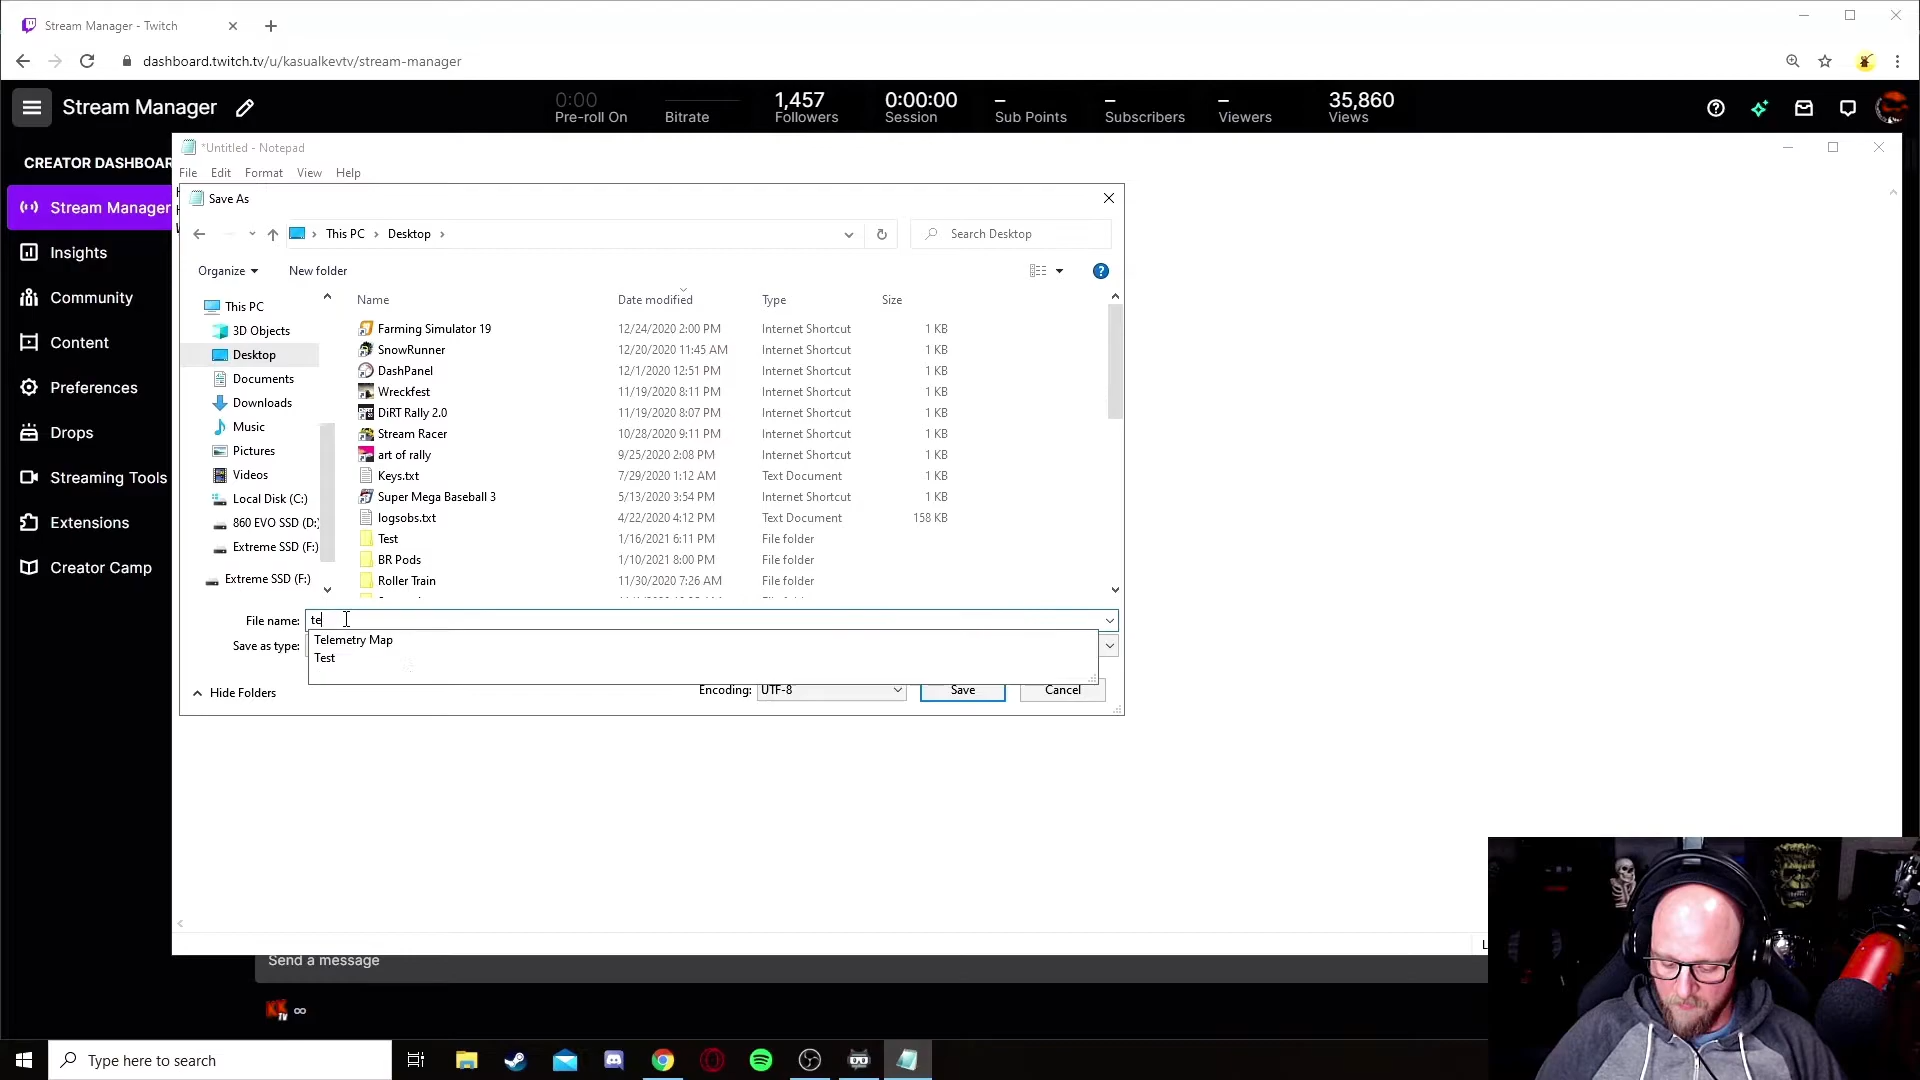 Stream Manager - Twitch
dashboard.twitch.tv/u/kasualkevtv/stream-manager
Stream Manager
0:00
Pre-roll On
Bitrate
1,457
Followers
0:00:00
Session
–
Sub Points
–
Subscribers
–
Viewers
35,860
Views
CREATOR DASHBOAR
Stream Manager
Insights
Community
Content
Preferences
Drops
Streaming Tools
Extensions
Creator Camp
*Untitled - Notepad
File Edit Format View Help
Save As
This PC › Desktop ›
Search Desktop
Organize
New folder
This PC
3D Objects
Desktop
Documents
Downloads
Music
Pictures
Videos
Local Disk (C:)
860 EVO SSD (D:)
Extreme SSD (F:)
Extreme SSD (F:)
Name Date modified Type Size
Farming Simulator 19 12/24/2020 2:00 PM Internet Shortcut 1 KB
SnowRunner 12/20/2020 11:45 AM Internet Shortcut 1 KB
DashPanel 12/1/2020 12:51 PM Internet Shortcut 1 KB
Wreckfest 11/19/2020 8:11 PM Internet Shortcut 1 KB
DiRT Rally 2.0 11/19/2020 8:07 PM Internet Shortcut 1 KB
Stream Racer 10/28/2020 9:11 PM Internet Shortcut 1 KB
art of rally 9/25/2020 2:08 PM Internet Shortcut 1 KB
Keys.txt 7/29/2020 1:12 AM Text Document 1 KB
Super Mega Baseball 3 5/13/2020 3:54 PM Internet Shortcut 1 KB
logsobs.txt 4/22/2020 4:12 PM Text Document 158 KB
Test 1/16/2021 6:11 PM File folder
BR Pods 1/10/2021 8:00 PM File folder
Roller Train 11/30/2020 7:26 AM File folder
File name: te
Telemetry Map
Save as type:
Test
Hide Folders
Encoding: UTF-8
Save
Cancel
Send a message
KK
TV
∞
Type here to search